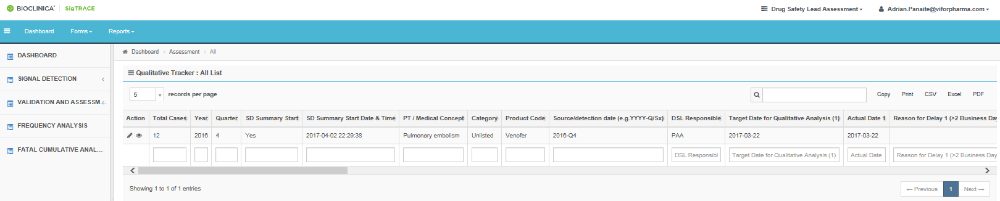 BIOCLINICA® | SigTRACE
Drug Safety Lead Assessment
Adrian.Panaite@viforpharma.com
Dashboard Forms Reports
DASHBOARD
SIGNAL DETECTION
VALIDATION AND ASSESSM...
FREQUENCY ANALYSIS
FATAL CUMULATIVE ANAL...
Dashboard › Assessment › All
Qualitative Tracker : All List
5 records per page
Copy Print CSV Excel PDF
Action Total Cases Year Quarter SD Summary Start SD Summary Start Date & Time PT / Medical Concept Category Product Code Source/detection date (e.g.YYYY-Q/Sx) DSL Responsible Target Date for Qualitative Analysis (1) Actual Date 1 Reason for Delay 1 (>2 Business Day
12 2016 4 Yes 2017-04-02 22:29:38 Pulmonary embolism Unlisted Venofer 2016-Q4 PAA 2017-03-22 2017-03-22
DSL Responsibl Target Date for Qualitative Analysis (1) Actual Date Reason for Delay 1 (>2 Business Day
Showing 1 to 1 of 1 entries
← Previous 1 Next →